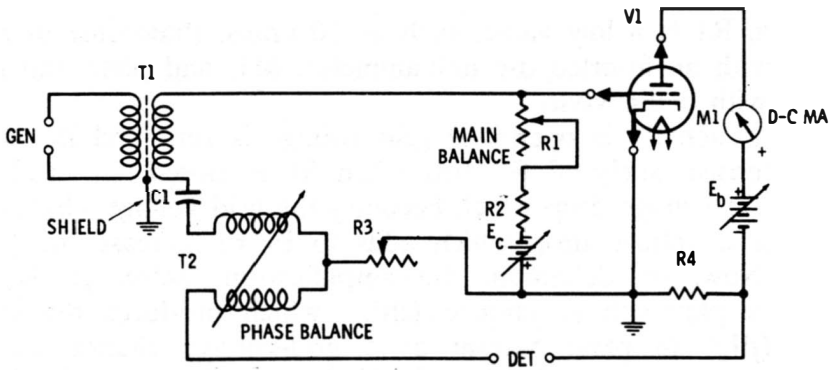 V1
T1
GEN
M1 D-C MA
+
MAIN
BALANCE
R1
C1
SHIELD
R2
Ec
+
Eb
+
R3
R4
T2
PHASE BALANCE
DET